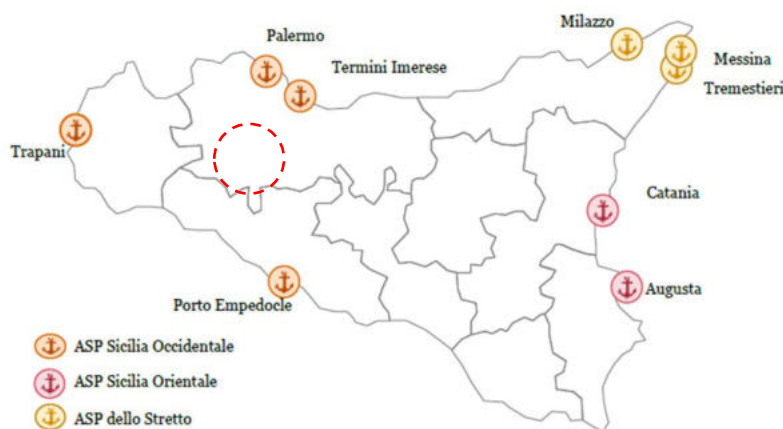 Milazzo
Palermo
Messina
Termini Imerese
Tremestieri
Trapani
Catania
Porto Empedocle
Augusta
ASP Sicilia Occidentale
ASP Sicilia Orientale
ASP dello Stretto